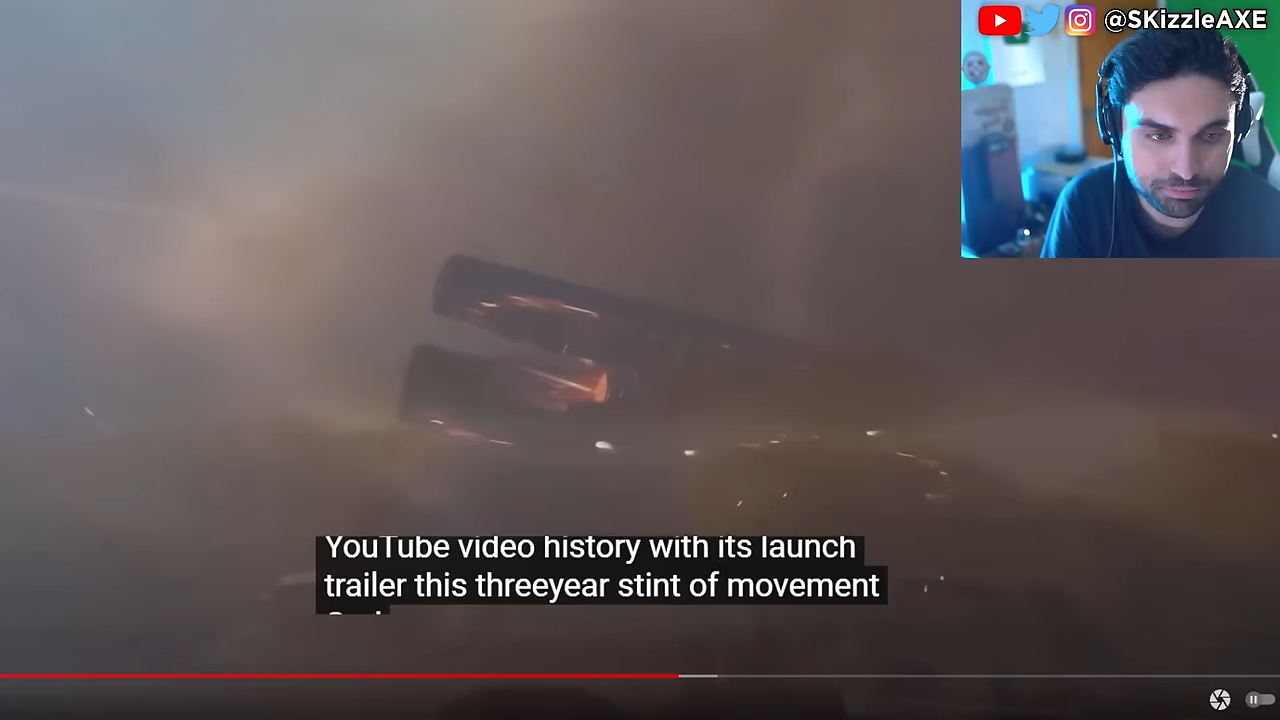 @SKizzleAXE
YouTube video history with its launch
trailer this threeyear stint of movement